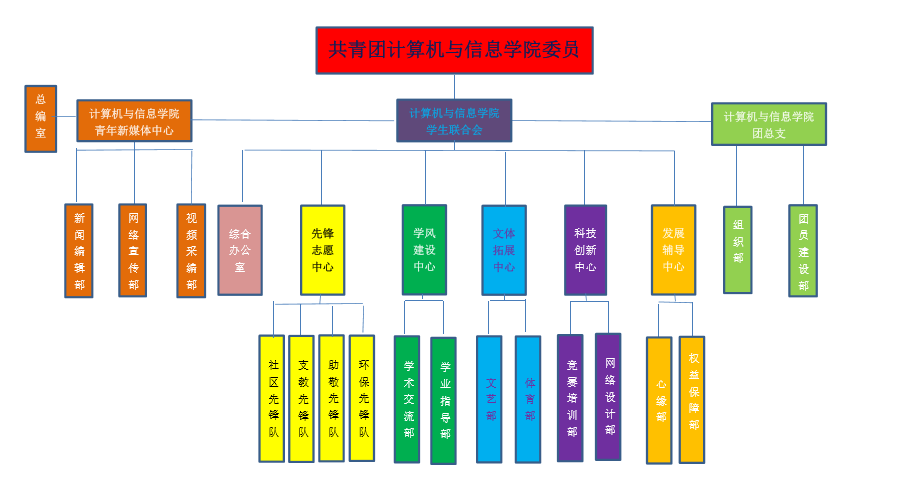 共青团计算机与信息学院委员
总编室
计算机与信息学院
青年新媒体中心
计算机与信息学院
学生联合会
计算机与信息学院
团总支
新闻编辑部
网络宣传部
视频采编部
综合
办公
室
先锋
志愿
中心
学风
建设
中心
文体
拓展
中心
科技
创新
中心
发展
辅导
中心
组织部
团员建设部
社区先锋队
支教先锋队
助敬先锋队
环保先锋队
学术交流部
学业指导部
文艺部
体育部
竞赛培训部
网络设计部
心缘部
权益保障部